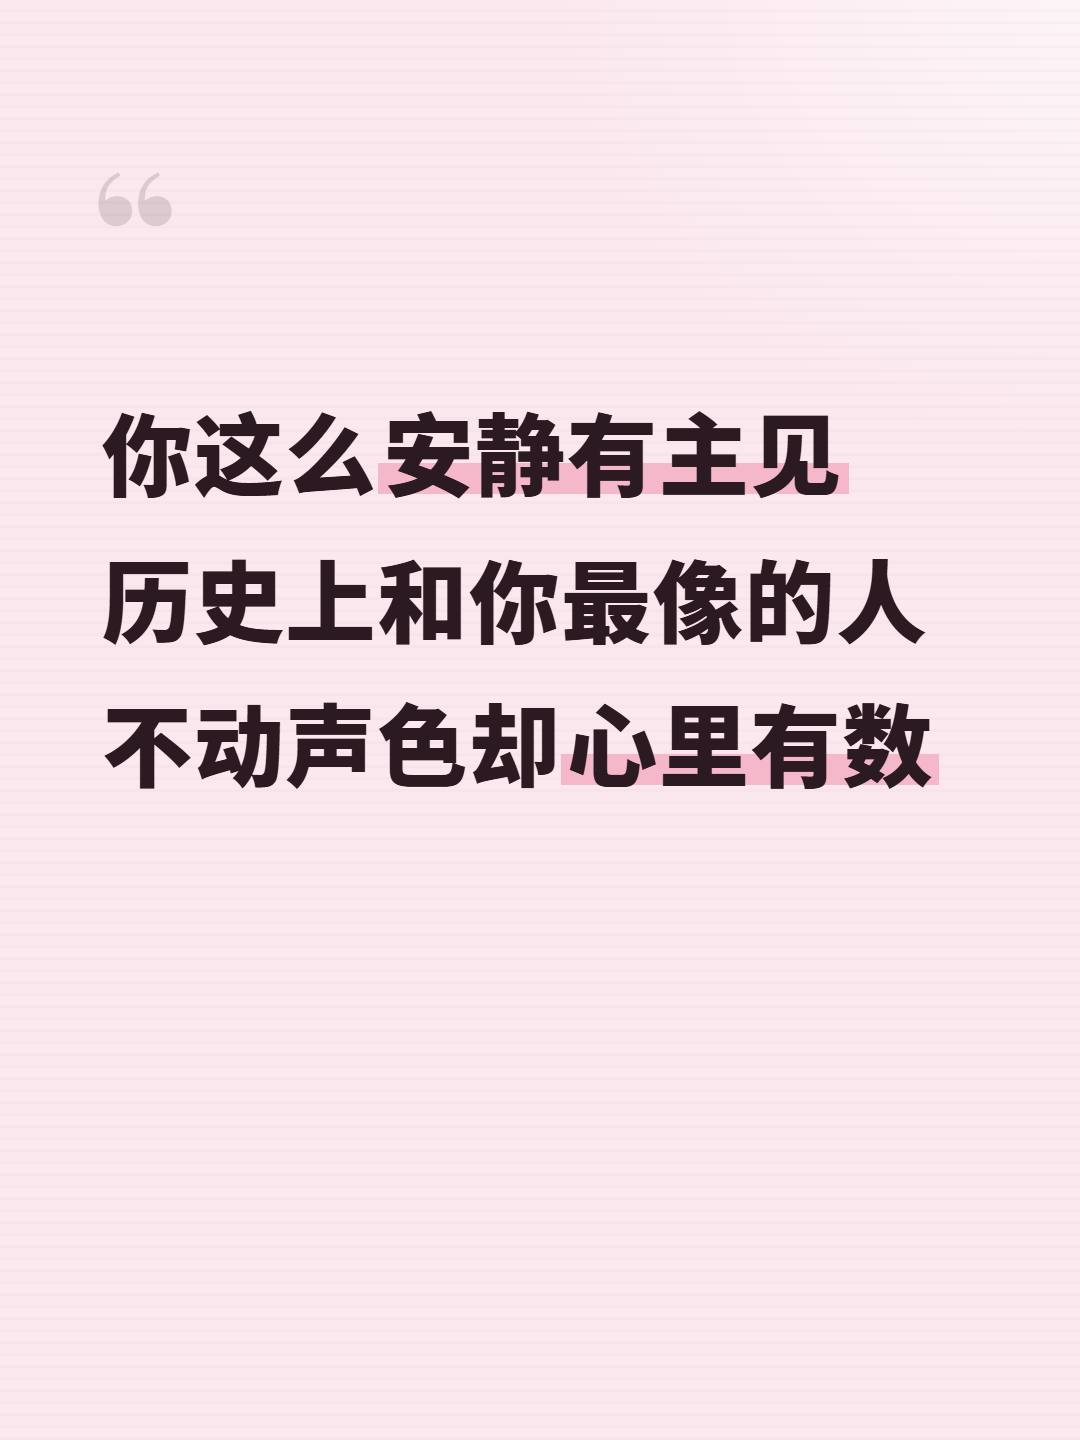 你这么安静有主见
历史上和你最像的人
不动声色却心里有数